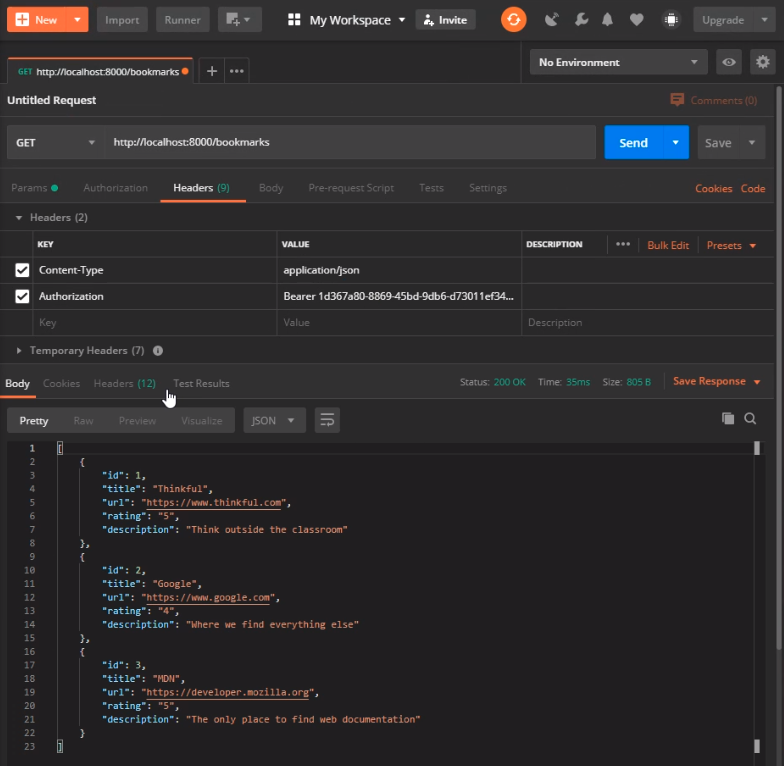 New Import Runner My Workspace Invite Upgrade
GET http://localhost:8000/bookmarks No Environment
Untitled Request Comments (0)
GET http://localhost:8000/bookmarks Send Save
Params Authorization Headers (9) Body Pre-request Script Tests Settings Cookies Code
Headers (2)
KEY VALUE DESCRIPTION Bulk Edit Presets
Content-Type application/json
Authorization Bearer 1d367a80-8869-45bd-9db6-d73011ef34...
Key Value Description
Temporary Headers (7)
Body Cookies Headers (12) Test Results Status: 200 OK Time: 35ms Size: 805 B Save Response
Pretty Raw Preview Visualize JSON
1 [
2 {
3 "id": 1,
4 "title": "Thinkful",
5 "url": "https://www.thinkful.com",
6 "rating": "5",
7 "description": "Think outside the classroom"
8 },
9 {
10 "id": 2,
11 "title": "Google",
12 "url": "https://www.google.com",
13 "rating": "4",
14 "description": "Where we find everything else"
15 },
16 {
17 "id": 3,
18 "title": "MDN",
19 "url": "https://developer.mozilla.org",
20 "rating": "5",
21 "description": "The only place to find web documentation"
22 }
23 ]